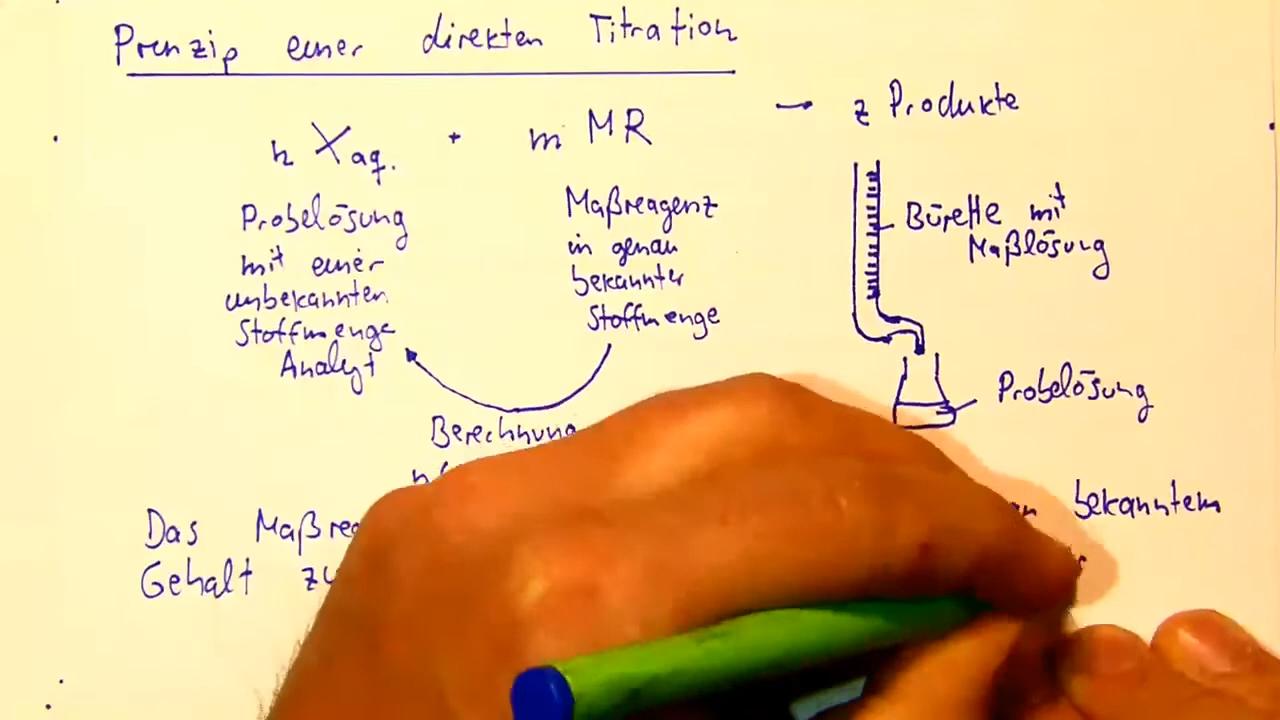 Prinzip einer direkten Titration
n X aq. + m MR → z Produkte
Probelösung
mit einer
unbekannten
Stoffmenge
Analyt
Maßreagenz
in genau
bekannter
Stoffmenge
Bürette mit
Maßlösung
Probelösung
Berechnung
Das Maßrea
bekanntem
Gehalt zu